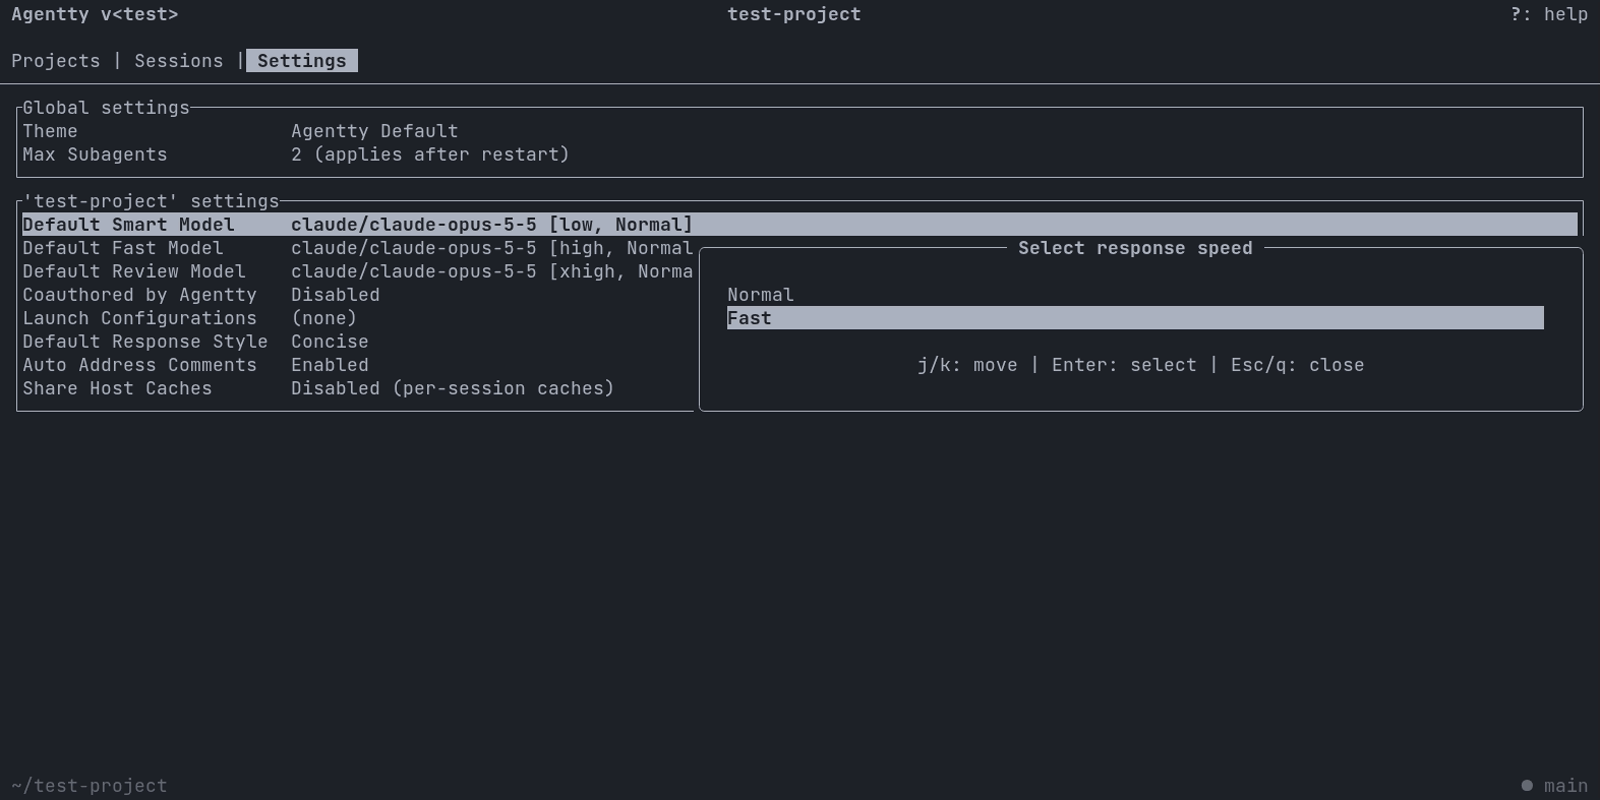 Agentty v<test> test-project ?: help
Projects | Sessions | Settings
Global settings
Theme Agentty Default
Max Subagents 2 (applies after restart)
'test-project' settings
Default Smart Model claude/claude-opus-5-5 [low, Normal]
Default Fast Model claude/claude-opus-5-5 [high, Normal
Default Review Model claude/claude-opus-5-5 [xhigh, Norma
Coauthored by Agentty Disabled
Launch Configurations (none)
Default Response Style Concise
Auto Address Comments Enabled
Share Host Caches Disabled (per-session caches)
Select response speed
Normal
Fast
j/k: move | Enter: select | Esc/q: close
~/test-project ● main